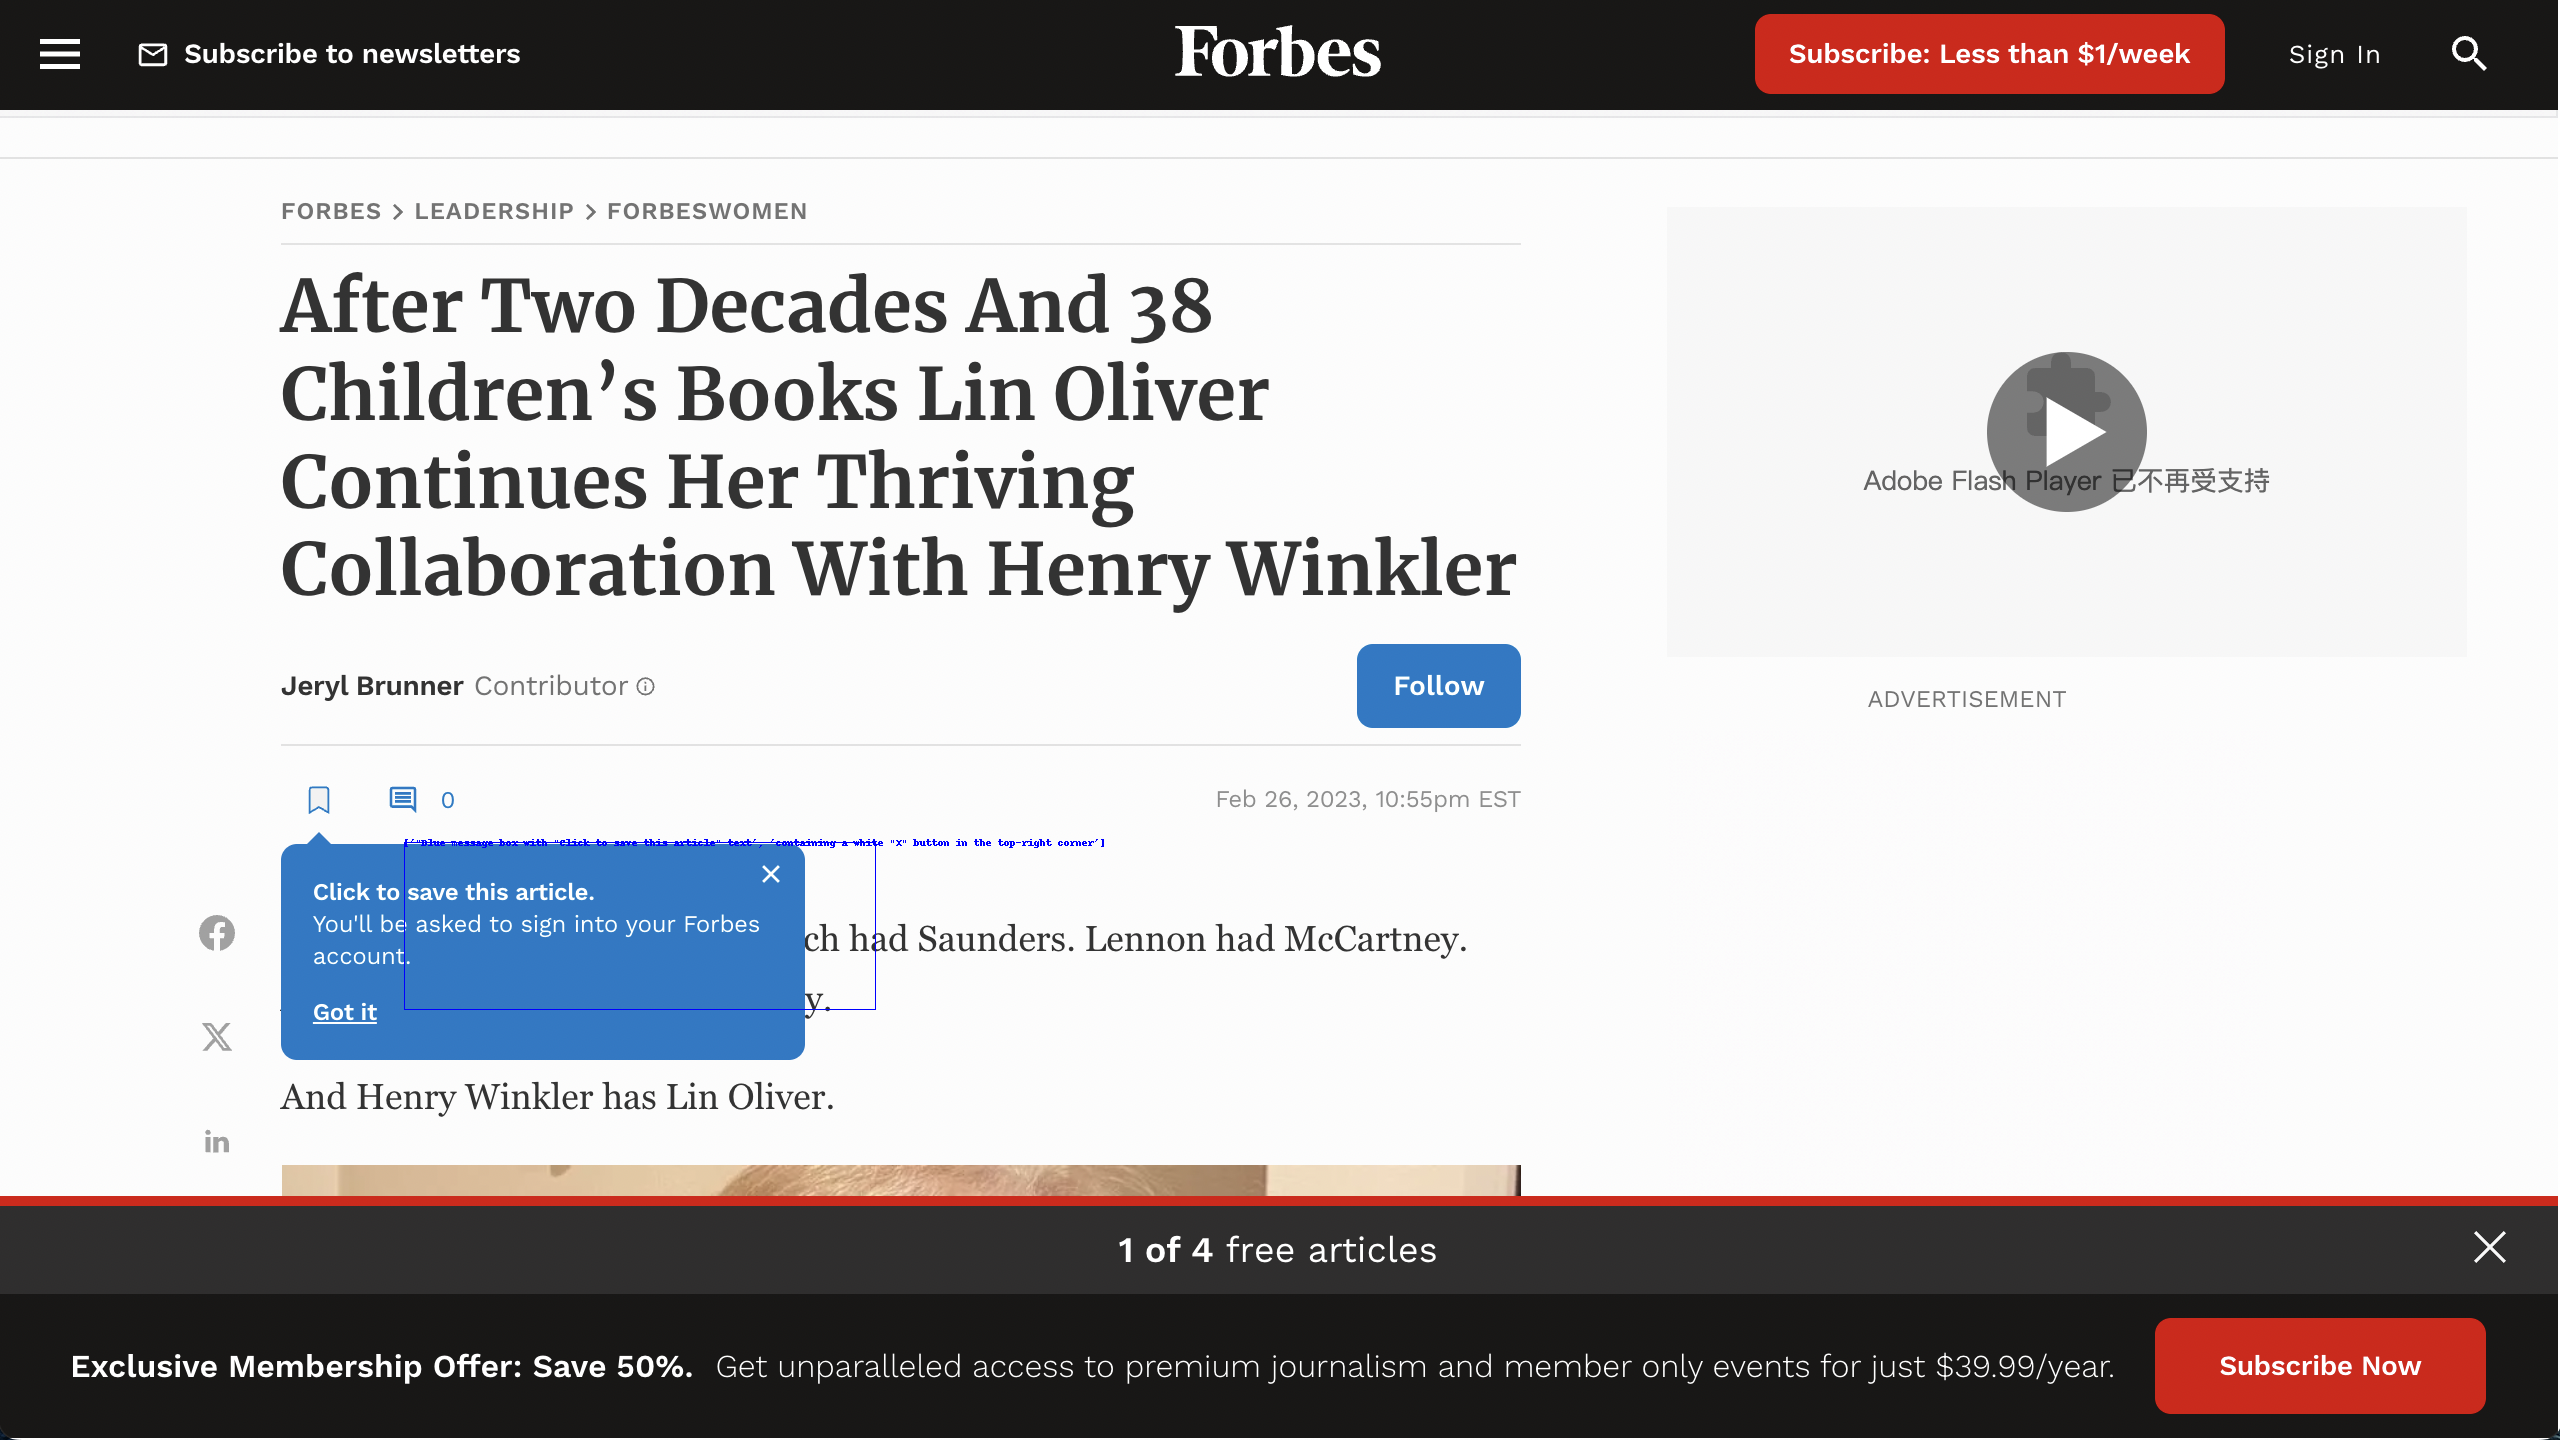 Subscribe to newsletters
Forbes
Subscribe: Less than $1/week
Sign In
FORBES > LEADERSHIP > FORBESWOMEN
After Two Decades And 38
Children’s Books Lin Oliver
Continues Her Thriving
Collaboration With Henry Winkler
Adobe Flash Player 已不再受支持
ADVERTISEMENT
Jeryl Brunner Contributor
Follow
0
Feb 26, 2023, 10:55pm EST
['"Blue message box with "Click to save this article" text', 'containing a white "X" button in the top-right corner']
Click to save this article.
You'll be asked to sign into your Forbes
account.
Got it
ch had Saunders. Lennon had McCartney.
y.
And Henry Winkler has Lin Oliver.
1 of 4 free articles
Exclusive Membership Offer: Save 50%. Get unparalleled access to premium journalism and member only events for just $39.99/year.
Subscribe Now